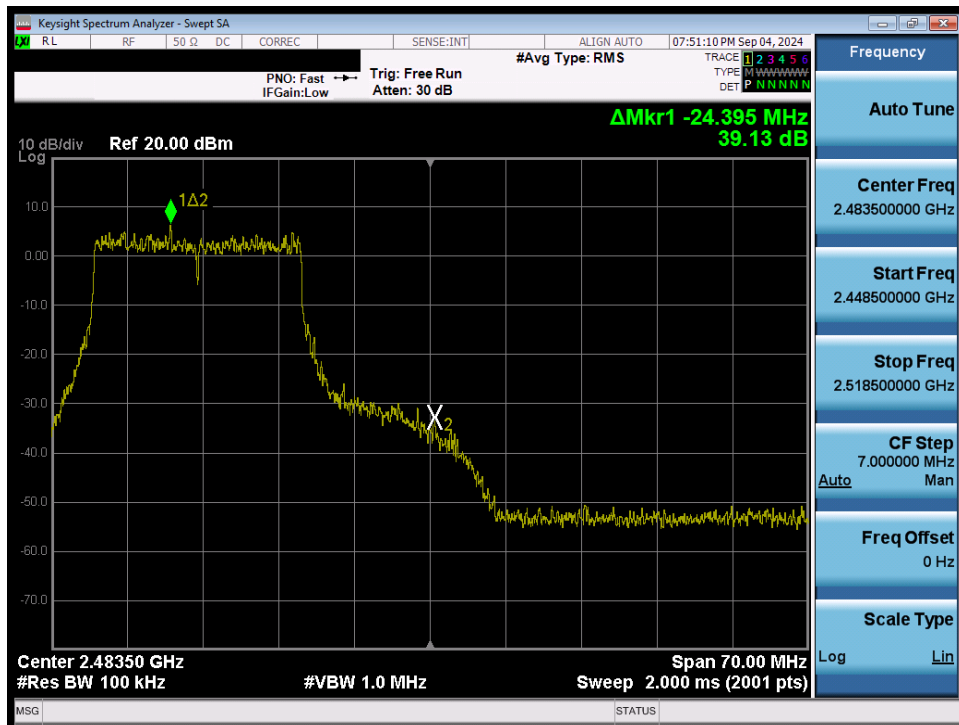 Keysight Spectrum Analyzer - Swept SA
LXI RL RF 50 Ω DC CORREC SENSE:INT ALIGN AUTO 07:51:10 PM Sep 04, 2024
PNO: Fast
IFGain:Low
Trig: Free Run
Atten: 30 dB
#Avg Type: RMS
TRACE 1 2 3 4 5 6
TYPE M W W W W W
DET P N N N N N
ΔMkr1 -24.395 MHz
39.13 dB
10 dB/div
Log
Ref 20.00 dBm
1Δ2
10.0
0.00
-10.0
-20.0
-30.0
2
-40.0
-50.0
-60.0
-70.0
Center 2.48350 GHz
Span 70.00 MHz
#Res BW 100 kHz
#VBW 1.0 MHz
Sweep 2.000 ms (2001 pts)
MSG
STATUS
Frequency
Auto Tune
Center Freq
2.483500000 GHz
Start Freq
2.448500000 GHz
Stop Freq
2.518500000 GHz
CF Step
7.000000 MHz
Auto Man
Freq Offset
0 Hz
Scale Type
Log Lin